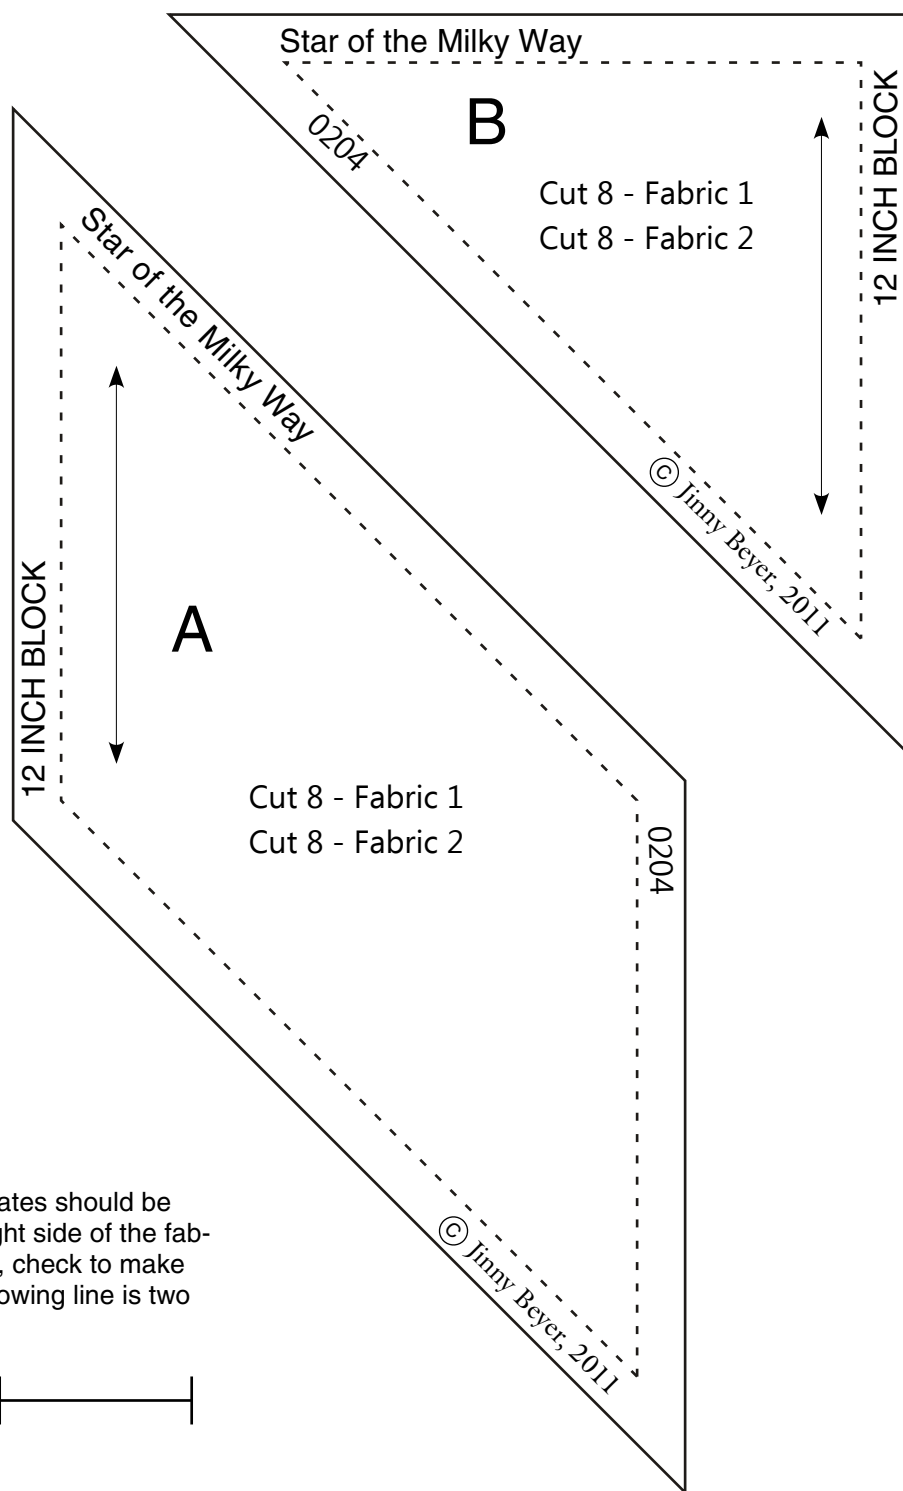 Star of the Milky Way
0204
B
Cut 8 - Fabric 1
Cut 8 - Fabric 2
12 INCH BLOCK
© Jinny Beyer, 2011
Star of the Milky Way
12 INCH BLOCK
A
Cut 8 - Fabric 1
Cut 8 - Fabric 2
0204
© Jinny Beyer, 2011
ates should be
ght side of the fab-
, check to make
owing line is two